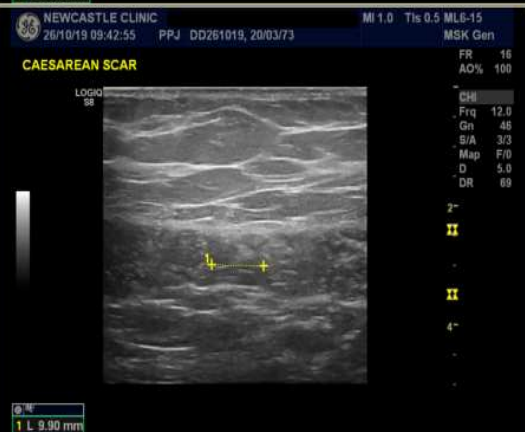 NEWCASTLE CLINIC
MI 1.0 TIs 0.5 ML6-15
26/10/19 09:42:55 PPJ DD261019, 20/03/73
MSK Gen
CAESAREAN SCAR
FR 16
AO% 100
LOGIQ
S8
CHI
Frq 12.0
Gn 46
S/A 3/3
Map F/0
D 5.0
DR 69
2
1
4
1 L 9.90 mm